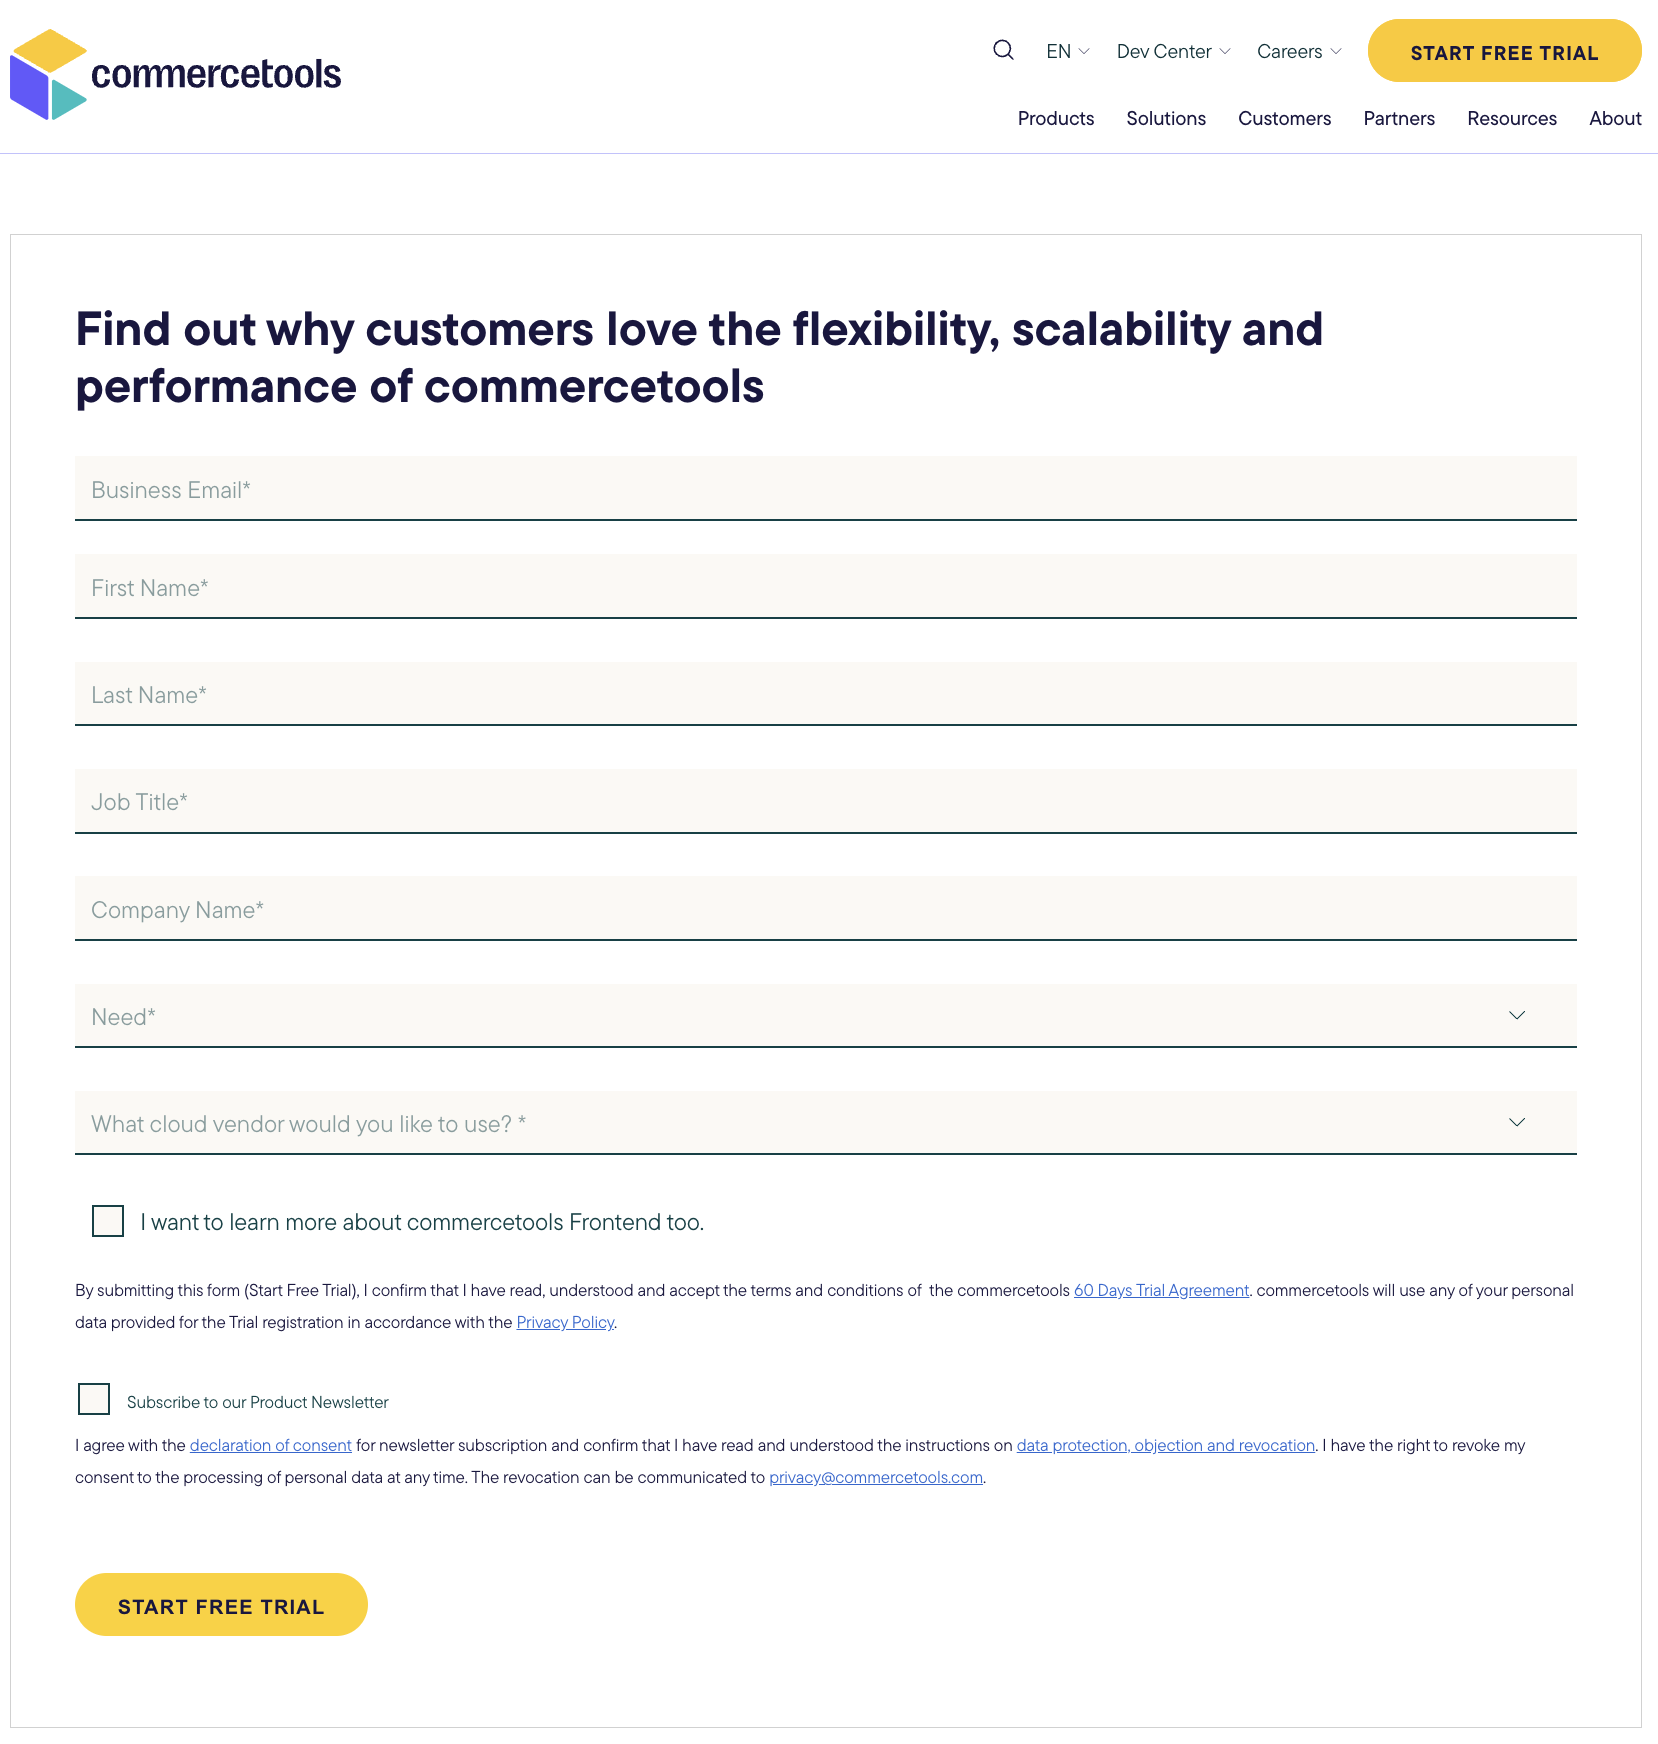 commercetools
EN
Dev Center
Careers
START FREE TRIAL
Products
Solutions
Customers
Partners
Resources
About
Find out why customers love the flexibility, scalability and
performance of commercetools
Business Email*
First Name*
Last Name*
Job Title*
Company Name*
Need*
What cloud vendor would you like to use? *
I want to learn more about commercetools Frontend too.
By submitting this form (Start Free Trial), I confirm that I have read, understood and accept the terms and conditions of  the commercetools 60 Days Trial Agreement. commercetools will use any of your personal
data provided for the Trial registration in accordance with the Privacy Policy.
Subscribe to our Product Newsletter
I agree with the declaration of consent for newsletter subscription and confirm that I have read and understood the instructions on data protection, objection and revocation. I have the right to revoke my
consent to the processing of personal data at any time. The revocation can be communicated to privacy@commercetools.com.
START FREE TRIAL